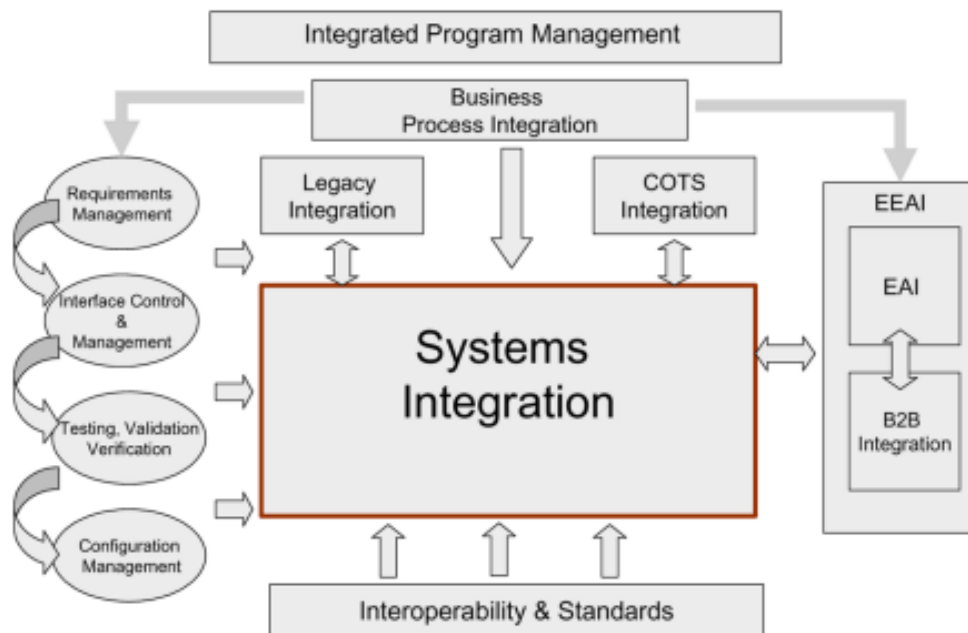 Integrated Program Management
Business
Process Integration
Requirements
Management
Legacy
Integration
COTS
Integration
EEAI
EAI
Interface Control
&
Management
Systems
Integration
Testing, Validation
Verification
B2B
Integration
Configuration
Management
Interoperability & Standards